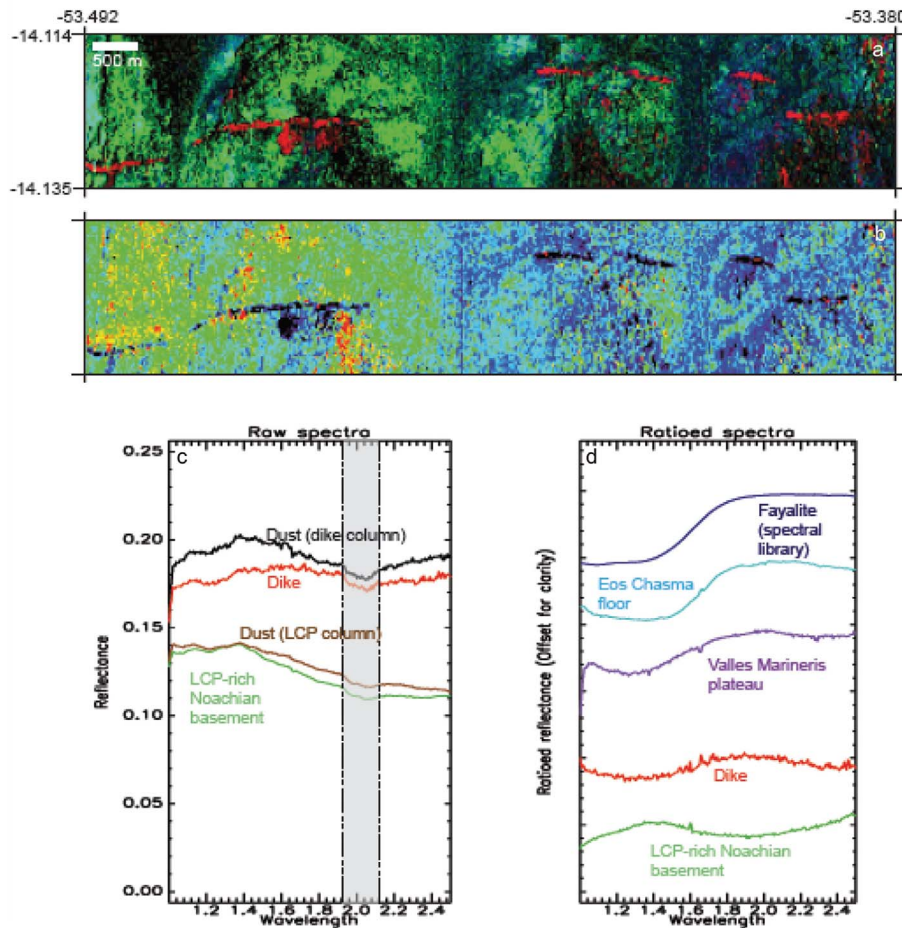 -53.492
-53.380
-14.114
500 m
a
-14.135
b
Raw spectra
Ratioed spectra
c
d
0.25
0.20
0.15
0.10
0.05
0.00
Reflectance
Dust (dike column)
Dike
Dust (LCP column)
LCP-rich
Noachian
basement
1.2 1.4 1.6 1.8 2.0 2.2 2.4
Wavelength
Ratioed reflectance (Offset for clarity)
Fayalite
(spectral
library)
Eos Chasma
floor
Valles Marineris
plateau
Dike
LCP-rich Noachian
basement
1.2 1.4 1.6 1.8 2.0 2.2 2.4
Wavelength